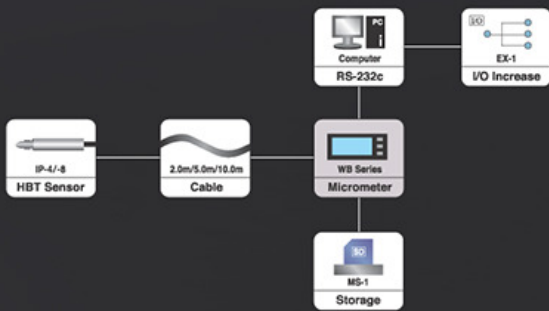 PC
Computer
RS-232c
I/O
EX-1
I/O Increase
IP-4/-8
HBT Sensor
2.0m/5.0m/10.0m
Cable
WB Series
Micrometer
SD
MS-1
Storage